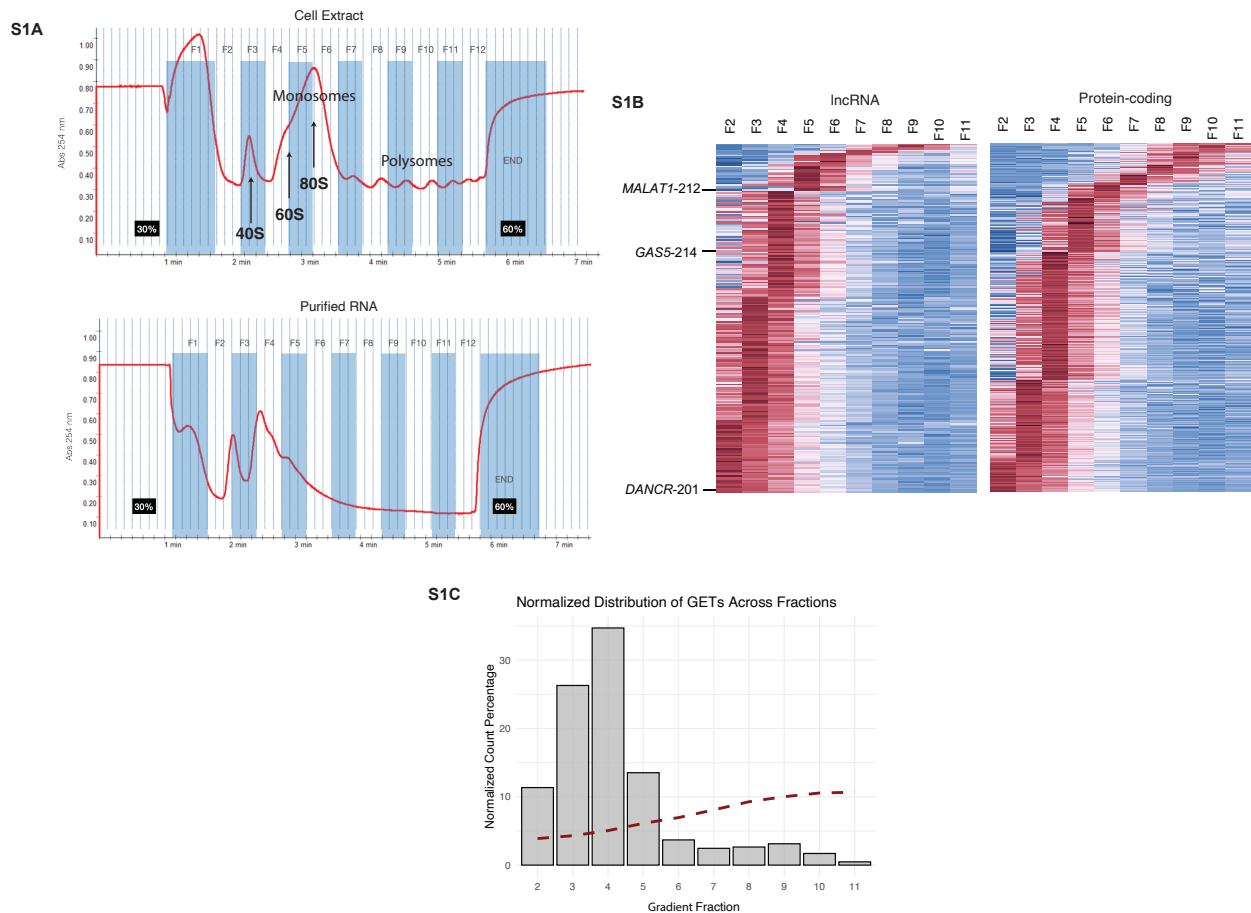 S1A
Cell Extract
F1 F2 F3 F4 F5 F6 F7 F8 F9 F10 F11 F12
1.00
0.90
0.80
0.70
0.60
0.50
0.40
0.30
0.20
0.10
Abs 254 nm
Monosomes
Polysomes
END
80S
60S
40S
30%
60%
1 min 2 min 3 min 4 min 5 min 6 min 7 min
Purified RNA
F1 F2 F3 F4 F5 F6 F7 F8 F9 F10 F11 F12
1.00
0.90
0.80
0.70
0.60
0.50
0.40
0.30
0.20
0.10
Abs 254 nm
END
30%
60%
1 min 2 min 3 min 4 min 5 min 6 min 7 min
S1B
lncRNA
F2 F3 F4 F5 F6 F7 F8 F9 F10 F11
Protein-coding
F2 F3 F4 F5 F6 F7 F8 F9 F10 F11
MALAT1-212
GAS5-214
DANCR-201
S1C
Normalized Distribution of GETs Across Fractions
Normalized Count Percentage
30
20
10
0
2 3 4 5 6 7 8 9 10 11
Gradient Fraction